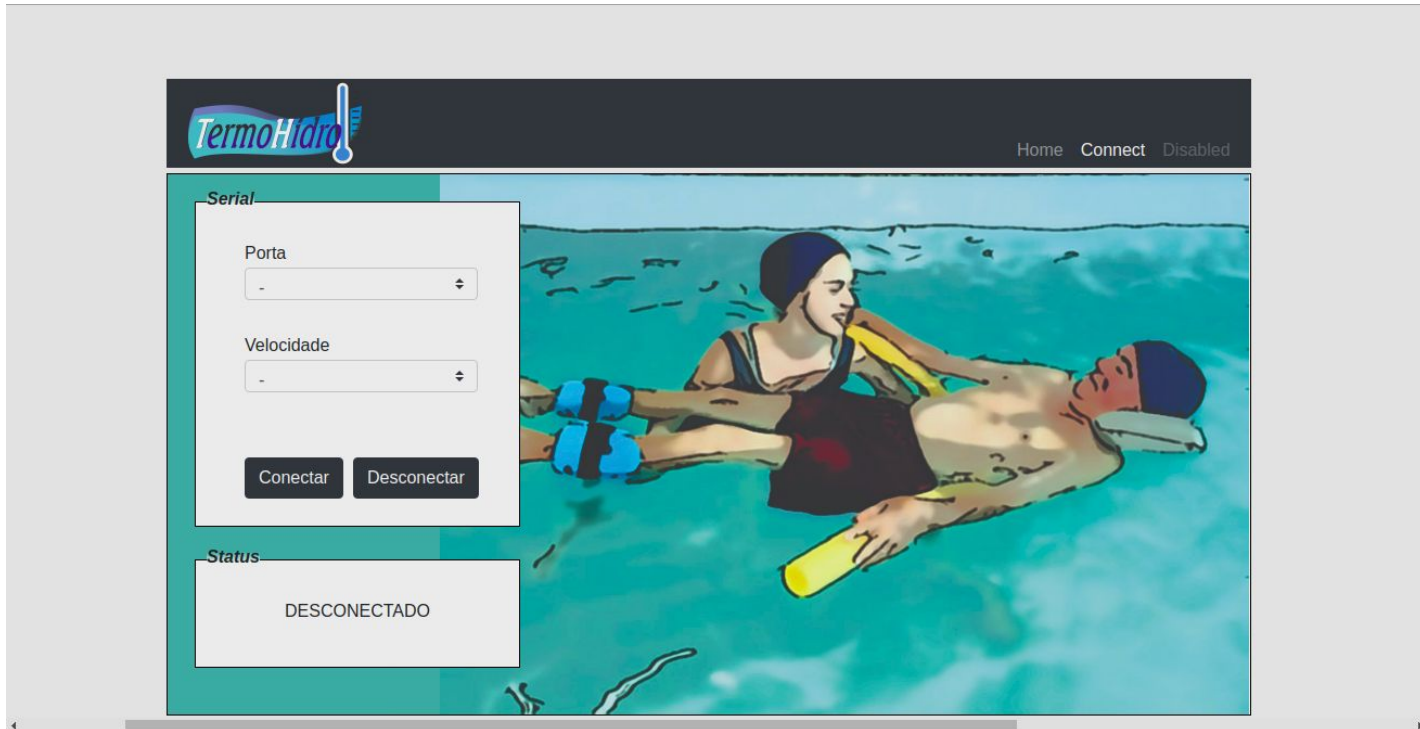 TermoHidro
Home Connect Disabled
Serial
Porta
-
Velocidade
-
Conectar Desconectar
Status
DESCONECTADO